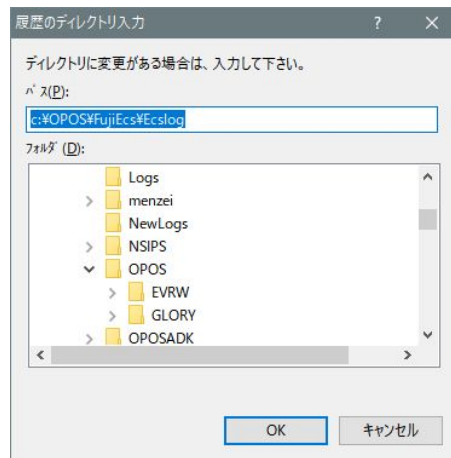 履歴のディレクトリ入力
ディレクトリに変更がある場合は、入力して下さい。
ﾊﾟｽ(P):
c:¥OPOS¥FujiEcs¥Ecslog
ﾌｫﾙﾀﾞ(D):
Logs
menzei
NewLogs
NSIPS
OPOS
EVRW
GLORY
OPOSADK
OK キャンセル